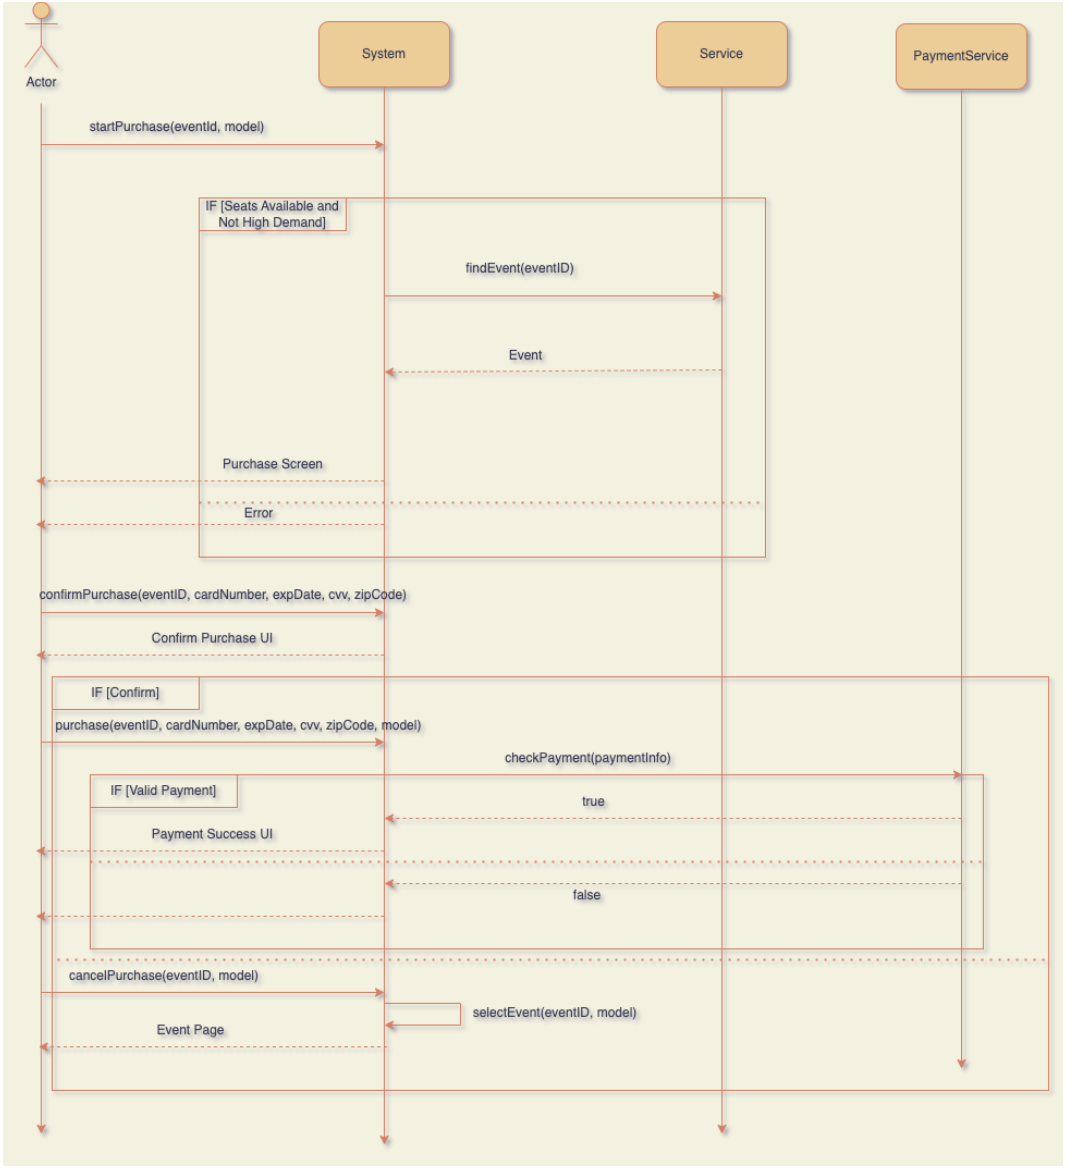 System
Service
PaymentService
Actor
startPurchase(eventId, model)
IF [Seats Available and
Not High Demand]
findEvent(eventID)
Event
Purchase Screen
Error
confirmPurchase(eventID, cardNumber, expDate, cvv, zipCode)
Confirm Purchase UI
IF [Confirm]
purchase(eventID, cardNumber, expDate, cvv, zipCode, model)
checkPayment(paymentInfo)
IF [Valid Payment]
true
Payment Success UI
false
cancelPurchase(eventID, model)
selectEvent(eventID, model)
Event Page